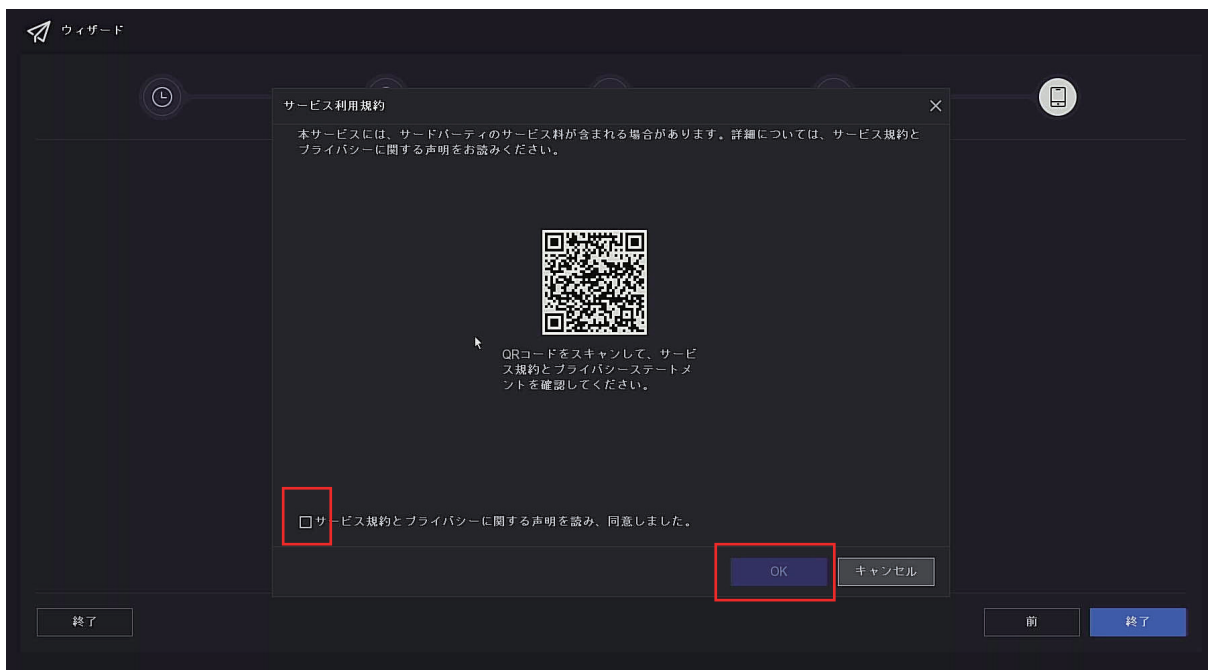 ウィザード
サービス利用規約
本サービスには、サードパーティのサービス料が含まれる場合があります。詳細については、サービス規約と
プライバシーに関する声明をお読みください。
QRコードをスキャンして、サービ
ス規約とプライバシーステートメ
ントを確認してください。
サービス規約とプライバシーに関する声明を読み、同意しました。
OK
キャンセル
終了
前
終了